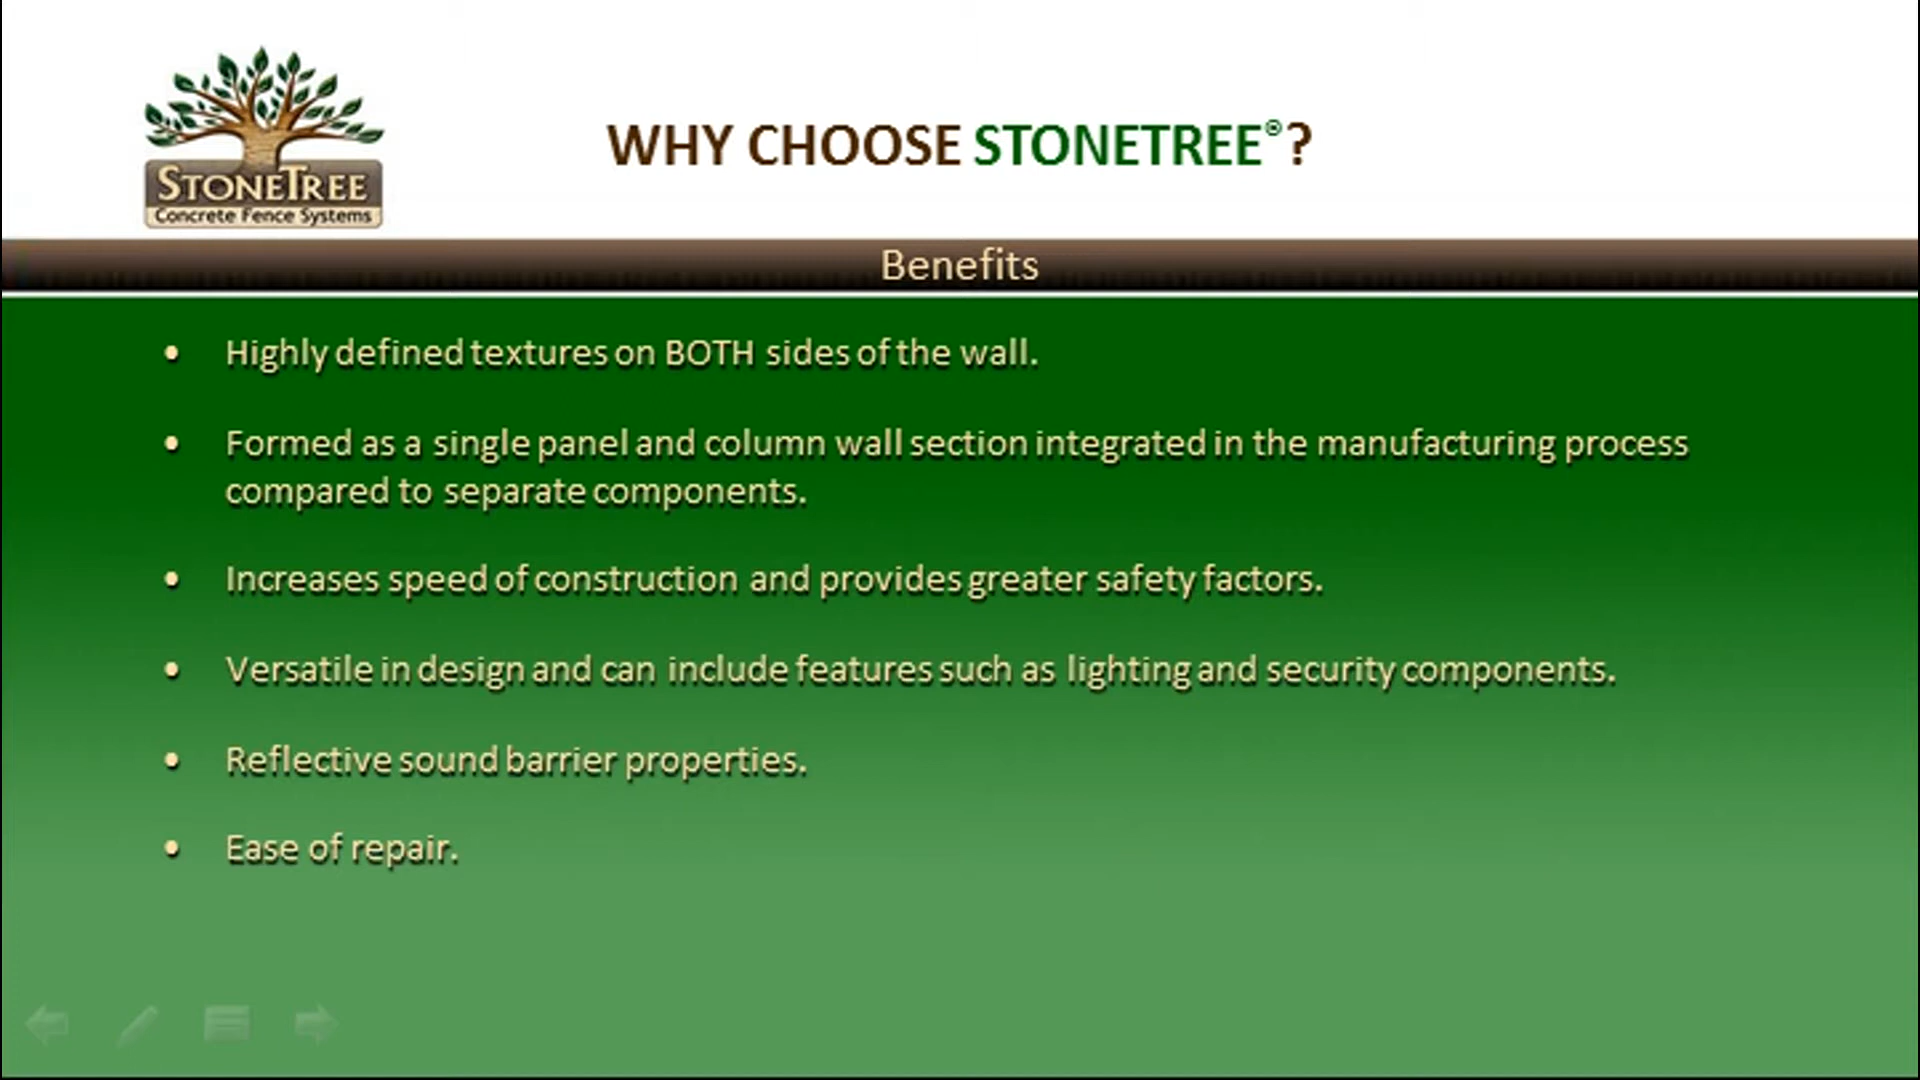 STONETREE
Concrete Fence Systems
WHY CHOOSE STONETREE®?
Benefits
• Highly defined textures on BOTH sides of the wall.
• Formed as a single panel and column wall section integrated in the manufacturing process
compared to separate components.
• Increases speed of construction and provides greater safety factors.
• Versatile in design and can include features such as lighting and security components.
• Reflective sound barrier properties.
• Ease of repair.